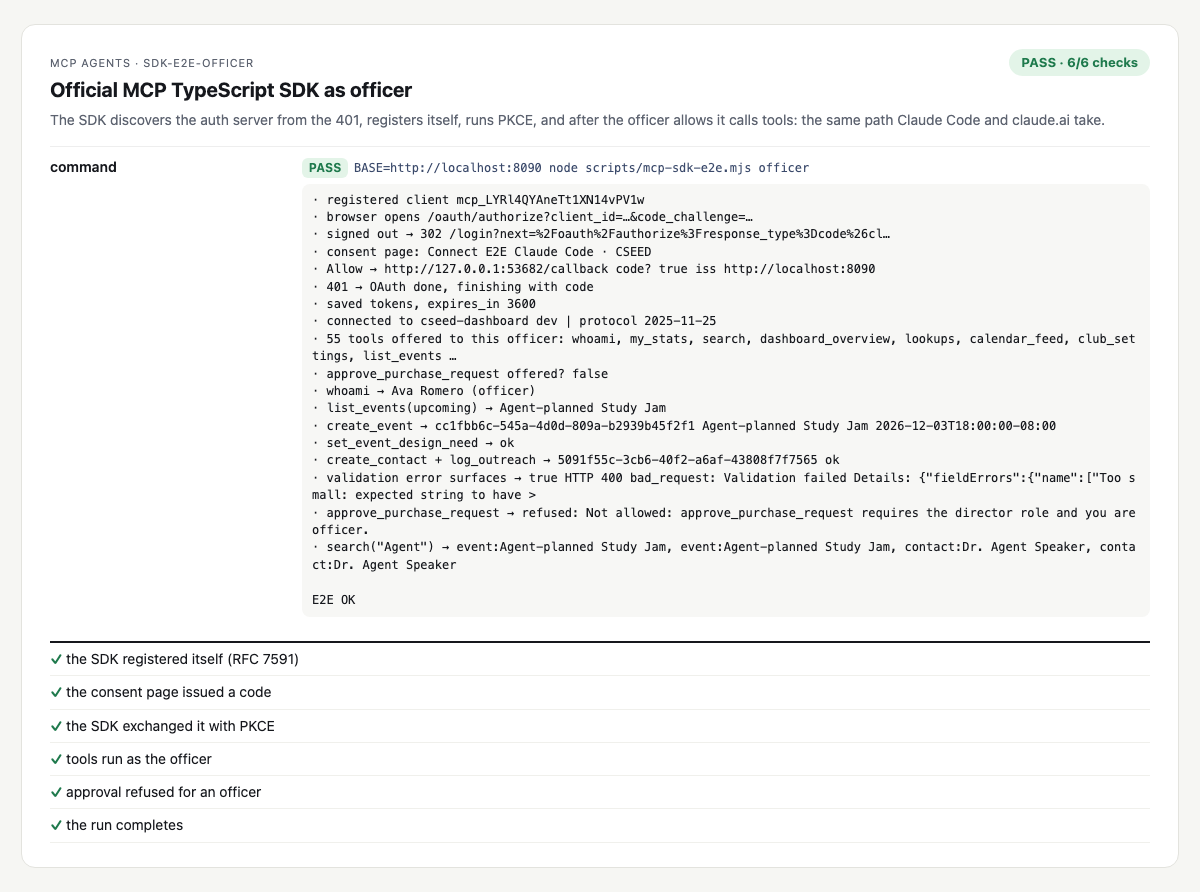 MCP AGENTS · SDK-E2E-OFFICER
PASS · 6/6 checks
Official MCP TypeScript SDK as officer
The SDK discovers the auth server from the 401, registers itself, runs PKCE, and after the officer allows it calls tools: the same path Claude Code and claude.ai take.
command
PASS BASE=http://localhost:8090 node scripts/mcp-sdk-e2e.mjs officer
· registered client mcp_LYRl4QYAneTt1XN14vPV1w
· browser opens /oauth/authorize?client_id=…&code_challenge=…
· signed out → 302 /login?next=%2Foauth%2Fauthorize%3Fresponse_type%3Dcode%26cl…
· consent page: Connect E2E Claude Code · CSEED
· Allow → http://127.0.0.1:53682/callback code? true iss http://localhost:8090
· 401 → OAuth done, finishing with code
· saved tokens, expires_in 3600
· connected to cseed-dashboard dev | protocol 2025-11-25
· 55 tools offered to this officer: whoami, my_stats, search, dashboard_overview, lookups, calendar_feed, club_set
tings, list_events …
· approve_purchase_request offered? false
· whoami → Ava Romero (officer)
· list_events(upcoming) → Agent-planned Study Jam
· create_event → cc1fbb6c-545a-4d0d-809a-b2939b45f2f1 Agent-planned Study Jam 2026-12-03T18:00:00-08:00
· set_event_design_need → ok
· create_contact + log_outreach → 5091f55c-3cb6-40f2-a6af-43808f7f7565 ok
· validation error surfaces → true HTTP 400 bad_request: Validation failed Details: {"fieldErrors":{"name":["Too s
mall: expected string to have >
· approve_purchase_request → refused: Not allowed: approve_purchase_request requires the director role and you are
officer.
· search("Agent") → event:Agent-planned Study Jam, event:Agent-planned Study Jam, contact:Dr. Agent Speaker, conta
ct:Dr. Agent Speaker
E2E OK
✓ the SDK registered itself (RFC 7591)
✓ the consent page issued a code
✓ the SDK exchanged it with PKCE
✓ tools run as the officer
✓ approval refused for an officer
✓ the run completes